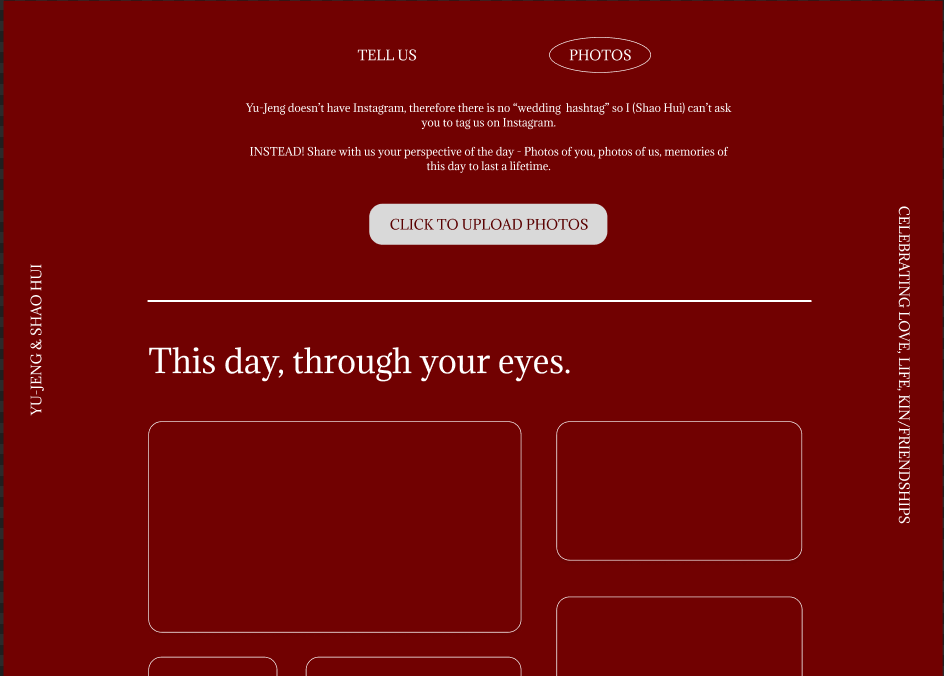 TELL US
PHOTOS
Yu-Jeng doesn’t have Instagram, therefore there is no “wedding  hashtag” so I (Shao Hui) can’t ask
you to tag us on Instagram.
INSTEAD! Share with us your perspective of the day - Photos of you, photos of us, memories of
this day to last a lifetime.
CLICK TO UPLOAD PHOTOS
YU-JENG & SHAO HUI
CELEBRATING LOVE, LIFE, KIN/FRIENDSHIPS
This day, through your eyes.